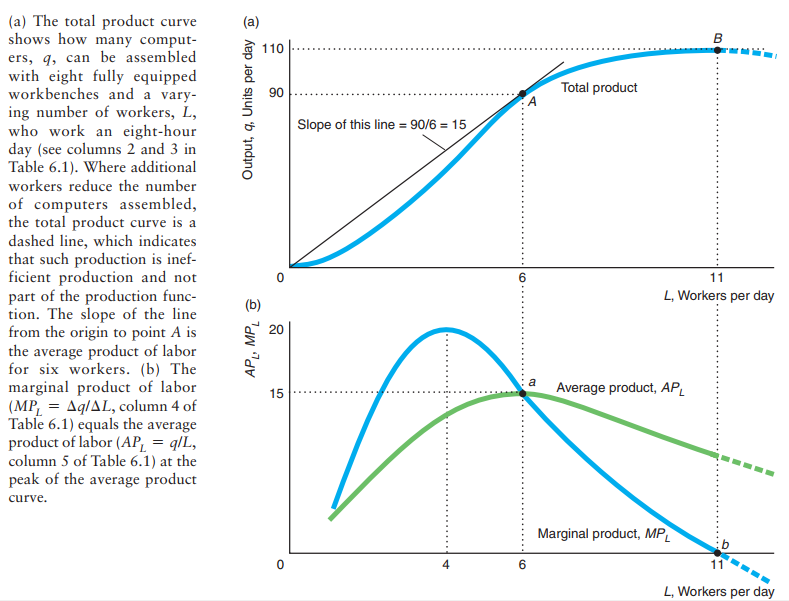 (a) The total product curve
shows how many comput-
ers, q, can be assembled
with eight fully equipped
workbenches and a vary-
ing number of workers, L,
who work an eight-hour
day (see columns 2 and 3 in
Table 6.1). Where additional
workers reduce the number
of computers assembled,
the total product curve is a
dashed line, which indicates
that such production is inef-
ficient production and not
part of the production func-
tion. The slope of the line
from the origin to point A is
the average product of labor
for six workers. (b) The
marginal product of labor
(MPL = Δq/ΔL, column 4 of
Table 6.1) equals the average
product of labor (APL = q/L,
column 5 of Table 6.1) at the
peak of the average product
curve.
(a)
Output, q, Units per day
110
B
90
A
Total product
Slope of this line = 90/6 = 15
0
6
11
L, Workers per day
(b)
APL, MPL
20
15
a
Average product, APL
Marginal product, MPL
b
0
4
6
11
L, Workers per day